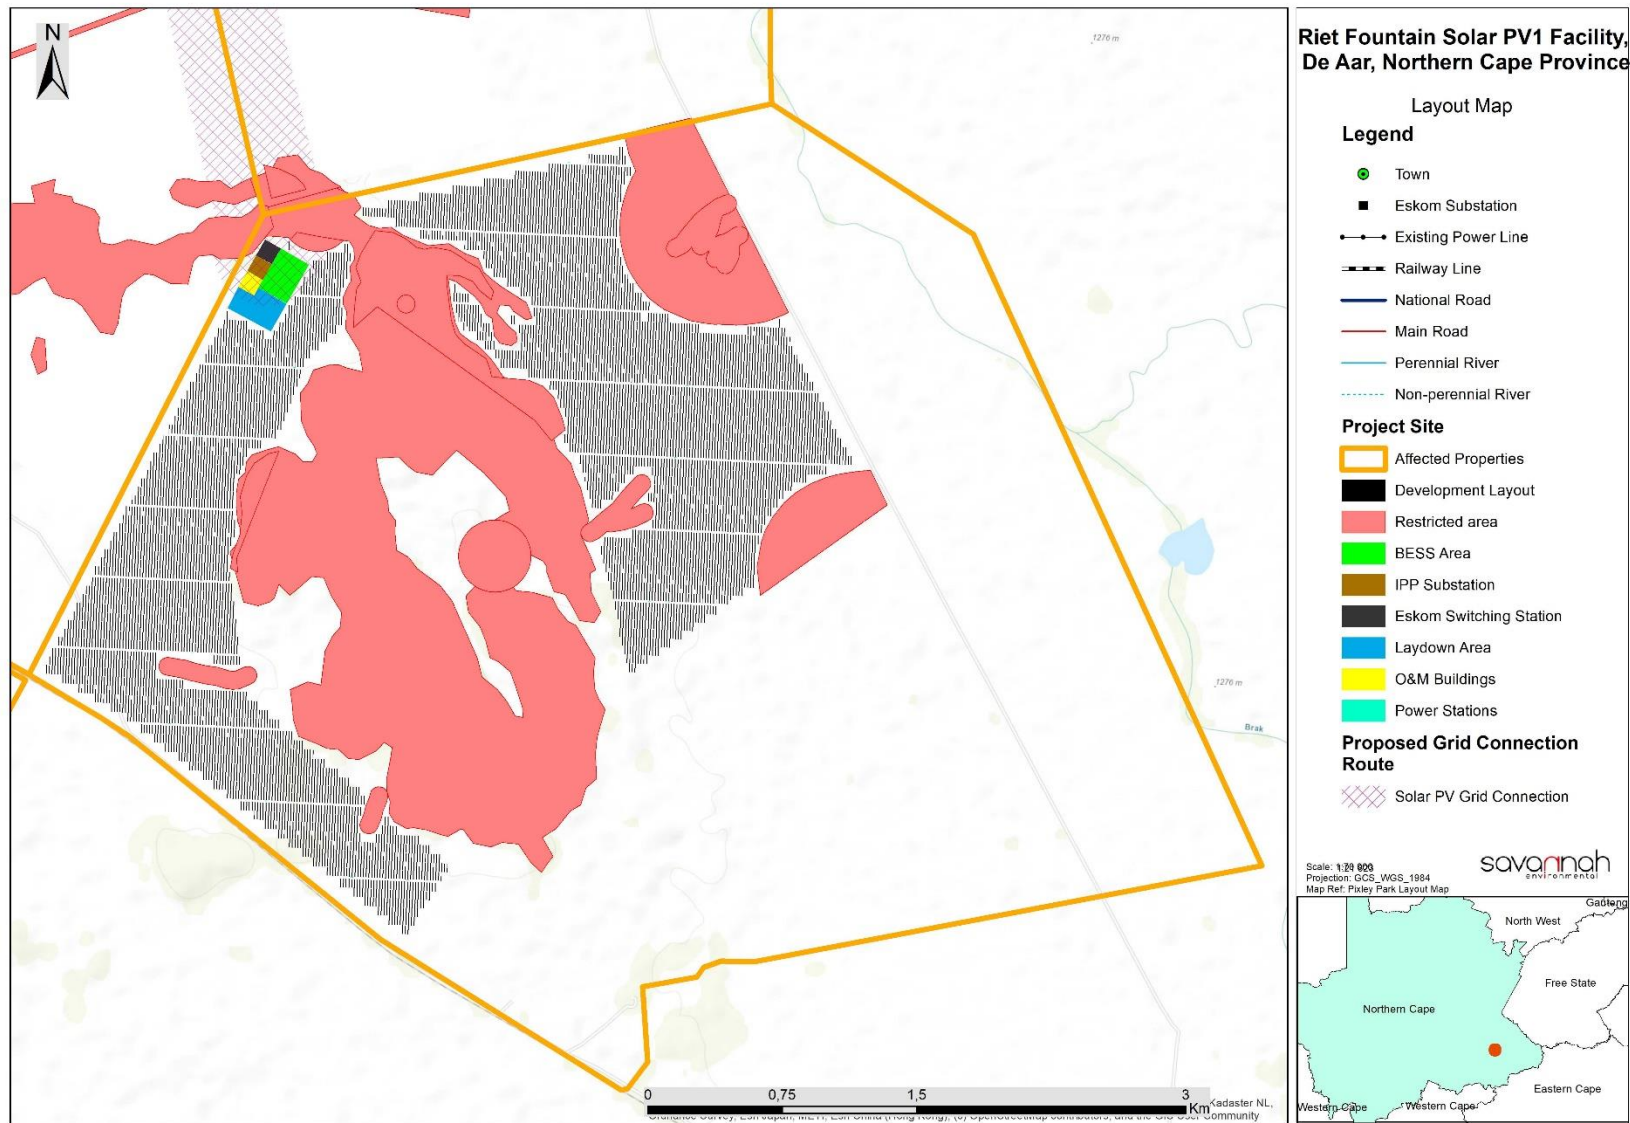 N
1276 m
1276 m
Brak
0
0,75
1,5
3
Km
Kadaster NL,
Community
Riet Fountain Solar PV1 Facility,
De Aar, Northern Cape Province
Layout Map
Legend
Town
Eskom Substation
Existing Power Line
Railway Line
National Road
Main Road
Perennial River
Non-perennial River
Project Site
Affected Properties
Development Layout
Restricted area
BESS Area
IPP Substation
Eskom Switching Station
Laydown Area
O&M Buildings
Power Stations
Proposed Grid Connection
Route
Solar PV Grid Connection
Scale:
Projection: GCS_WGS_1984
Map Ref: Pixley Park Layout Map
savannah
environmental
Gauteng
North West
Free State
Northern Cape
Eastern Cape
Western Cape
Western Cape